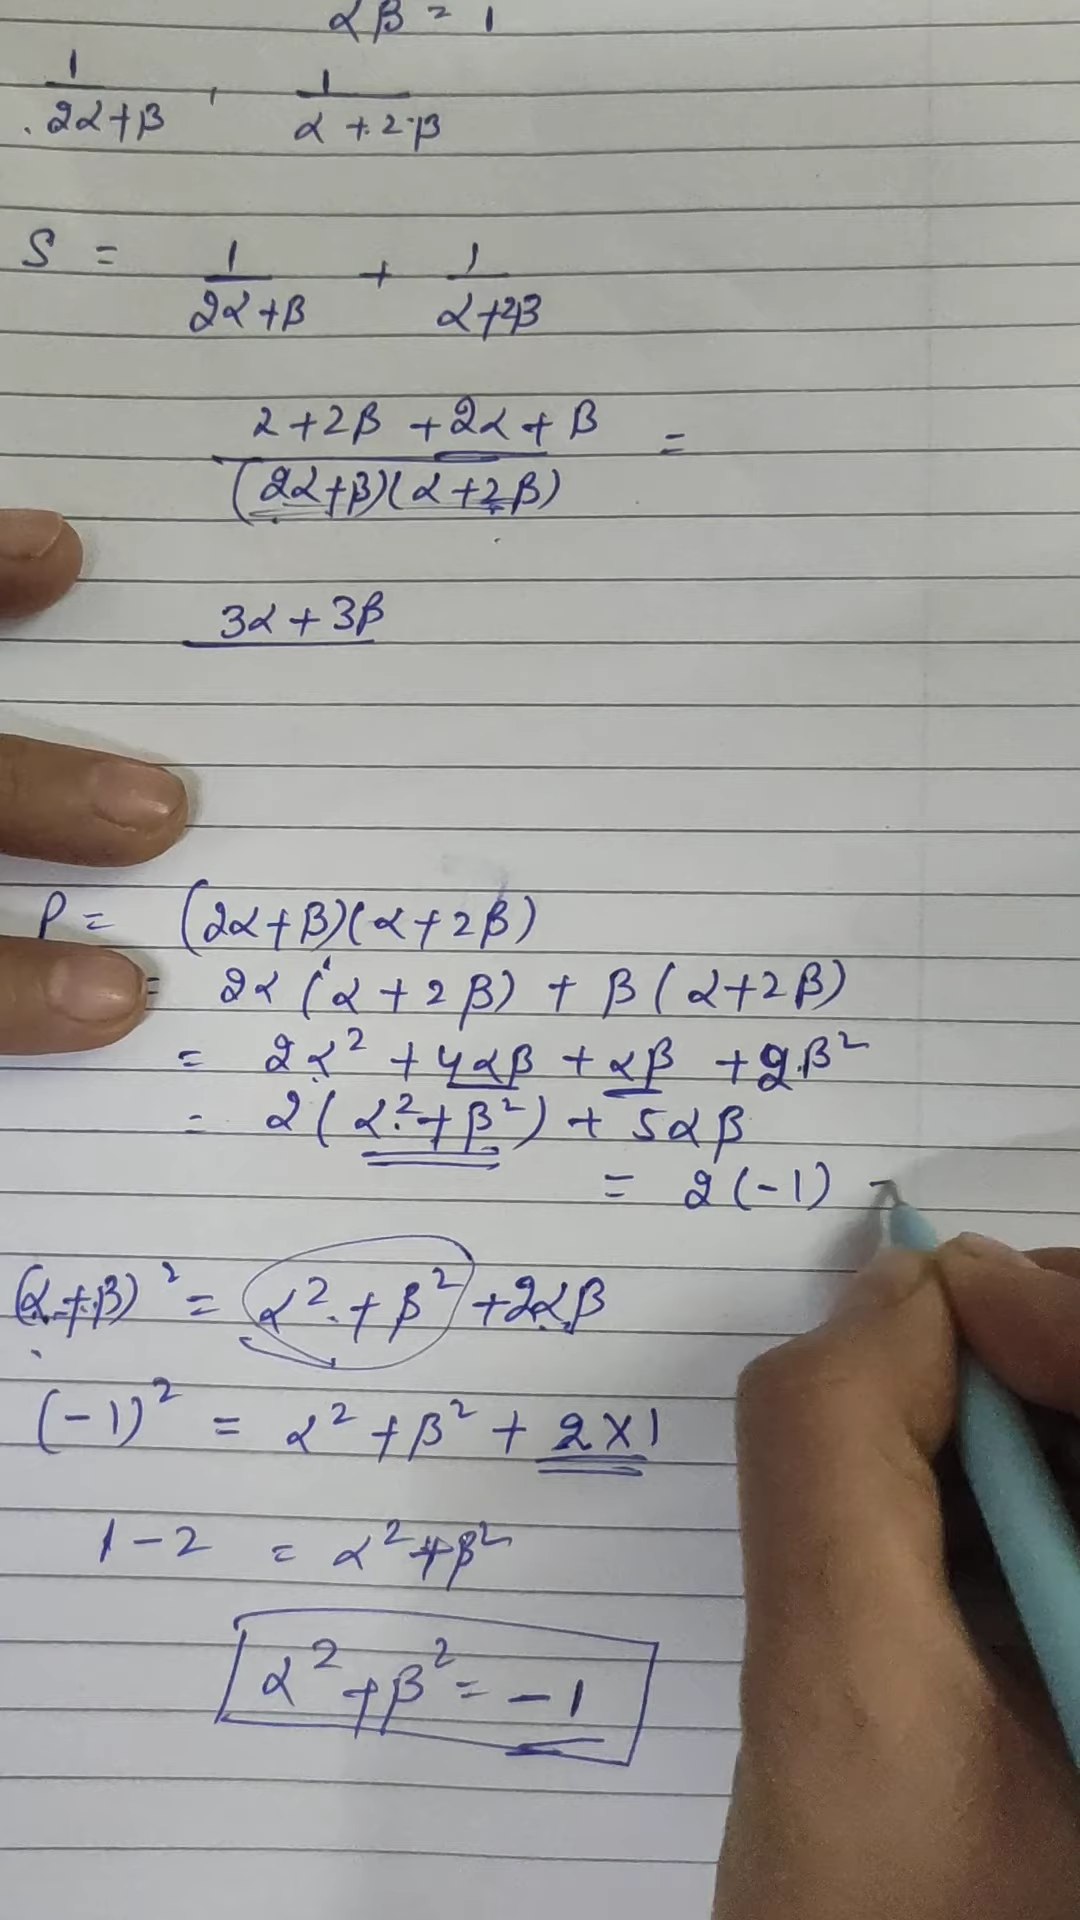 αβ = 1
1/(2α+β) , 1/(α+2β)
S = 1/(2α+β) + 1/(α+2β)
(2+2β+2α+β)/((2α+β)(α+2β)) =
3α+3β
P = (2α+β)(α+2β)
= 2α(α+2β) + β(α+2β)
= 2α² + 4αβ + αβ + 2β²
= 2(α²+β²) + 5αβ
= 2(-1)
(α+β)² = α²+β² + 2αβ
(-1)² = α²+β² + 2×1
1-2 = α²+β²
α²+β² = -1